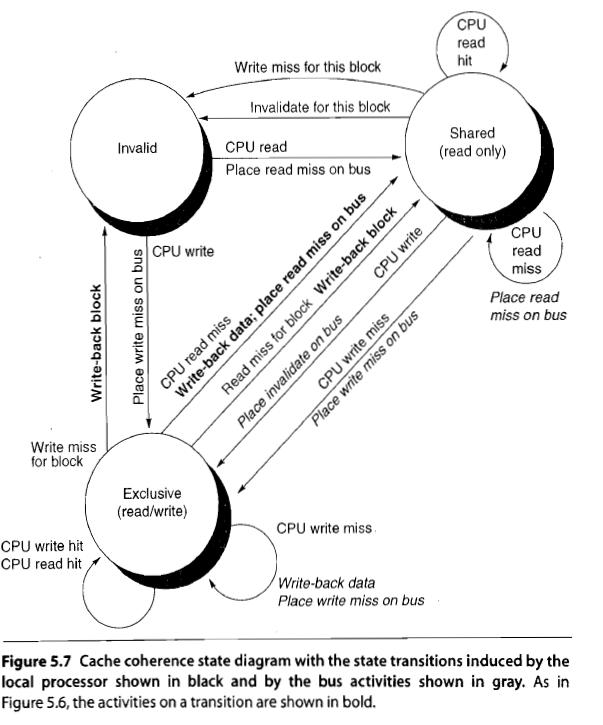 CPU
read
hit
Write miss for this block
Invalidate for this block
Invalid
Shared
(read only)
CPU read
Place read miss on bus
CPU write
Place write miss on bus
Write-back block
CPU read miss
Write-back data; place read miss on bus
Read miss for block Write-back block
CPU write
Place invalidate on bus
CPU write miss
Place write miss on bus
CPU
read
miss
Place read
miss on bus
Write miss
for block
Exclusive
(read/write)
CPU write hit
CPU read hit
CPU write miss
Write-back data
Place write miss on bus
Figure 5.7 Cache coherence state diagram with the state transitions induced by the
local processor shown in black and by the bus activities shown in gray. As in
Figure 5.6, the activities on a transition are shown in bold.